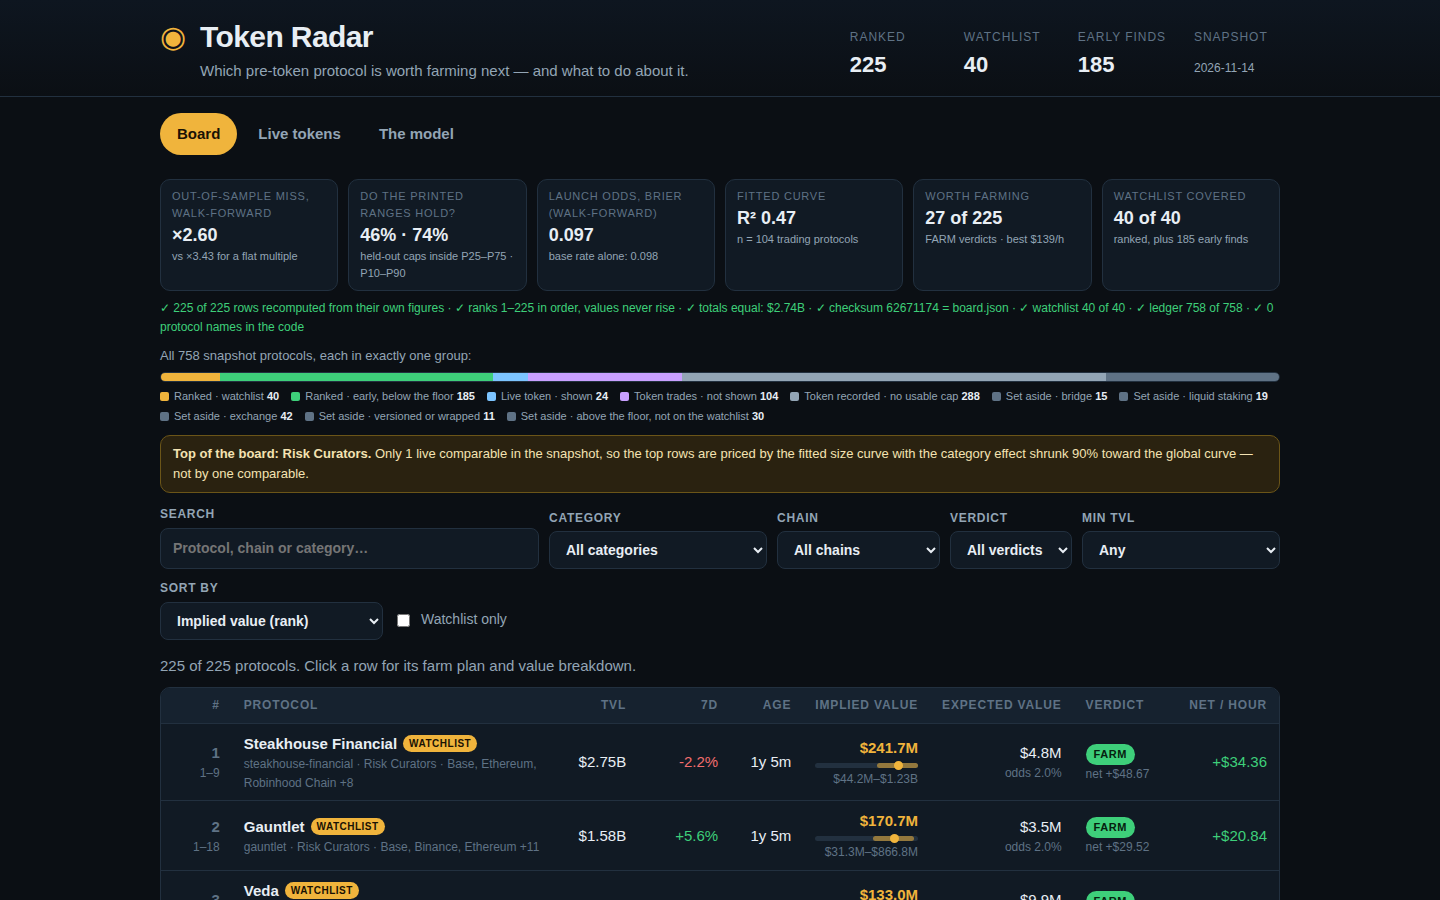 Token Radar
Which pre-token protocol is worth farming next — and what to do about it.
RANKED
225
WATCHLIST
40
EARLY FINDS
185
SNAPSHOT
2026-11-14
Board
Live tokens
The model
OUT-OF-SAMPLE MISS,
WALK-FORWARD
×2.60
vs ×3.43 for a flat multiple
DO THE PRINTED
RANGES HOLD?
46% · 74%
held-out caps inside P25–P75 ·
P10–P90
LAUNCH ODDS, BRIER
(WALK-FORWARD)
0.097
base rate alone: 0.098
FITTED CURVE
R² 0.47
n = 104 trading protocols
WORTH FARMING
27 of 225
FARM verdicts · best $139/h
WATCHLIST COVERED
40 of 40
ranked, plus 185 early finds
✓ 225 of 225 rows recomputed from their own figures · ✓ ranks 1–225 in order, values never rise · ✓ totals equal: $2.74B · ✓ checksum 62671174 = board.json · ✓ watchlist 40 of 40 · ✓ ledger 758 of 758 · ✓ 0
protocol names in the code
All 758 snapshot protocols, each in exactly one group:
Ranked · watchlist 40 Ranked · early, below the floor 185 Live token · shown 24 Token trades · not shown 104 Token recorded · no usable cap 288 Set aside · bridge 15 Set aside · liquid staking 19
Set aside · exchange 42 Set aside · versioned or wrapped 11 Set aside · above the floor, not on the watchlist 30
Top of the board: Risk Curators. Only 1 live comparable in the snapshot, so the top rows are priced by the fitted size curve with the category effect shrunk 90% toward the global curve —
not by one comparable.
SEARCH
Protocol, chain or category…
CATEGORY
All categories
CHAIN
All chains
VERDICT
All verdicts
MIN TVL
Any
SORT BY
Implied value (rank)
Watchlist only
225 of 225 protocols. Click a row for its farm plan and value breakdown.
# PROTOCOL TVL 7D AGE IMPLIED VALUE EXPECTED VALUE VERDICT NET / HOUR
1
1–9
Steakhouse Financial WATCHLIST
steakhouse-financial · Risk Curators · Base, Ethereum,
Robinhood Chain +8
$2.75B
-2.2%
1y 5m
$241.7M
$44.2M–$1.23B
$4.8M
odds 2.0%
FARM
net +$48.67
+$34.36
2
1–18
Gauntlet WATCHLIST
gauntlet · Risk Curators · Base, Binance, Ethereum +11
$1.58B
+5.6%
1y 5m
$170.7M
$31.3M–$866.8M
$3.5M
odds 2.0%
FARM
net +$29.52
+$20.84
3
Veda WATCHLIST
$133.0M
$9.9M
FARM